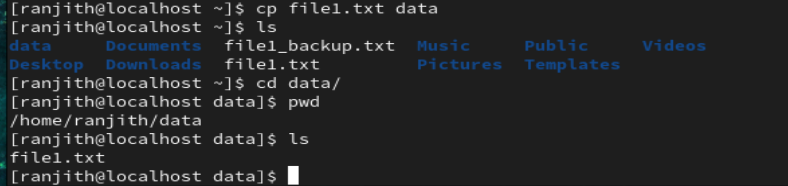 [ranjith@localhost ~]$ cp file1.txt data
[ranjith@localhost ~]$ ls
data     Documents  file1_backup.txt  Music     Public     Videos
Desktop  Downloads  file1.txt         Pictures  Templates
[ranjith@localhost ~]$ cd data/
[ranjith@localhost data]$ pwd
/home/ranjith/data
[ranjith@localhost data]$ ls
file1.txt
[ranjith@localhost data]$